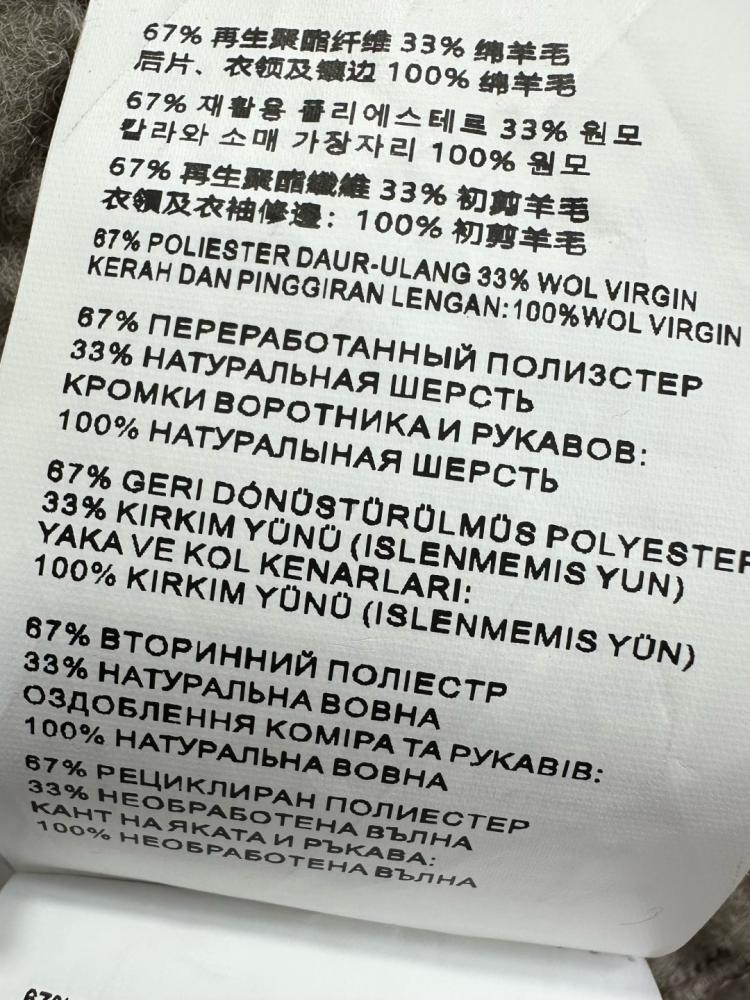 67% 再生聚酯纤维 33% 绵羊毛
后片、衣领及镶边 100% 绵羊毛
67% 재활용 폴리에스테르 33% 원모
칼라와 소매 가장자리 100% 원모
67% 再生聚酯纖維 33% 初剪羊毛
衣領及衣袖修邊：100% 初剪羊毛
67% POLIESTER DAUR-ULANG 33% WOL VIRGIN
KERAH DAN PINGGIRAN LENGAN:100%WOL VIRGIN
67% ПЕРЕРАБОТАННЫЙ ПОЛИЗСТЕР
33% НАТУРАЛЬНАЯ ШЕРСТЬ
КРОМКИ ВОРОТНИКА И РУКАВОВ:
100% НАТУРАЛЫНАЯ ШЕРСТЬ
67% GERI DÓNÜSTÜRÜLMÜS POLYESTER
33% KIRKIM YÜNÜ (ISLENMEMIS YUN)
YAKA VE KOL KENARLARI:
100% KIRKIM YÜNÜ (ISLENMEMIS YÜN)
67% ВТОРИННИЙ ПОЛІЕСТР
33% НАТУРАЛЬНА ВОВНА
ОЗДОБЛЕННЯ КОМІРА ТА РУКАВІВ:
100% НАТУРАЛЬНА ВОВНА
67% РЕЦИКЛИРАН ПОЛИЕСТЕР
33% НЕОБРАБОТЕНА ВЪЛНА
КАНТ НА ЯКАТА И РЪКАВА:
100% НЕОБРАБОТЕНА ВЪЛНА
67%